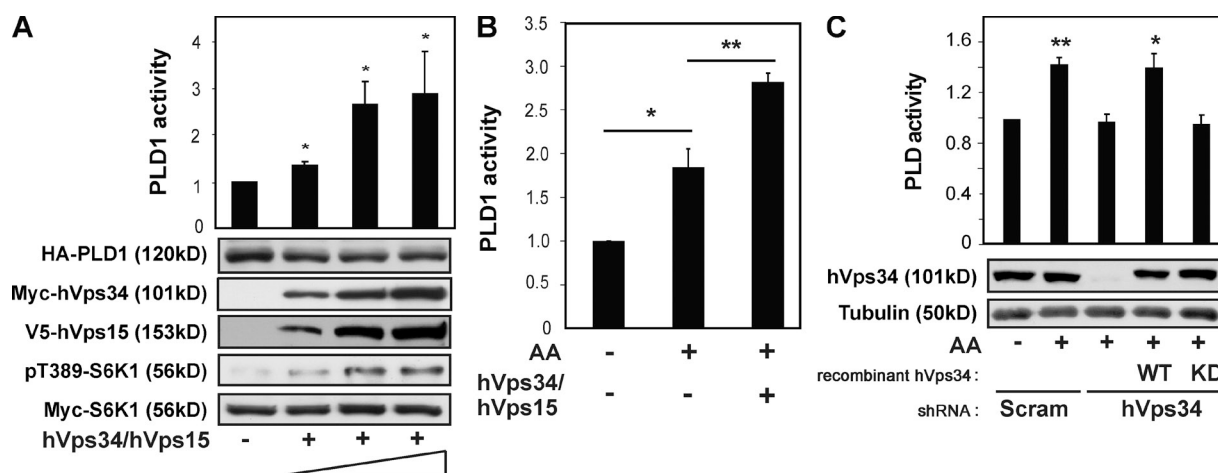 A
PLD1 activity
5
4
3
2
1
0
*
*
*
HA-PLD1 (120kD)
Myc-hVps34 (101kD)
V5-hVps15 (153kD)
pT389-S6K1 (56kD)
Myc-S6K1 (56kD)
hVps34/hVps15 - + + +
B
PLD1 activity
3.5
3.0
2.5
2.0
1.5
1.0
0.5
0
*
**
AA - + +
hVps34/
hVps15 - - +
C
PLD activity
1.6
1.2
0.8
0.4
0
**
*
hVps34 (101kD)
Tubulin (50kD)
AA - + + + +
recombinant hVps34 : WT KD
shRNA : Scram hVps34